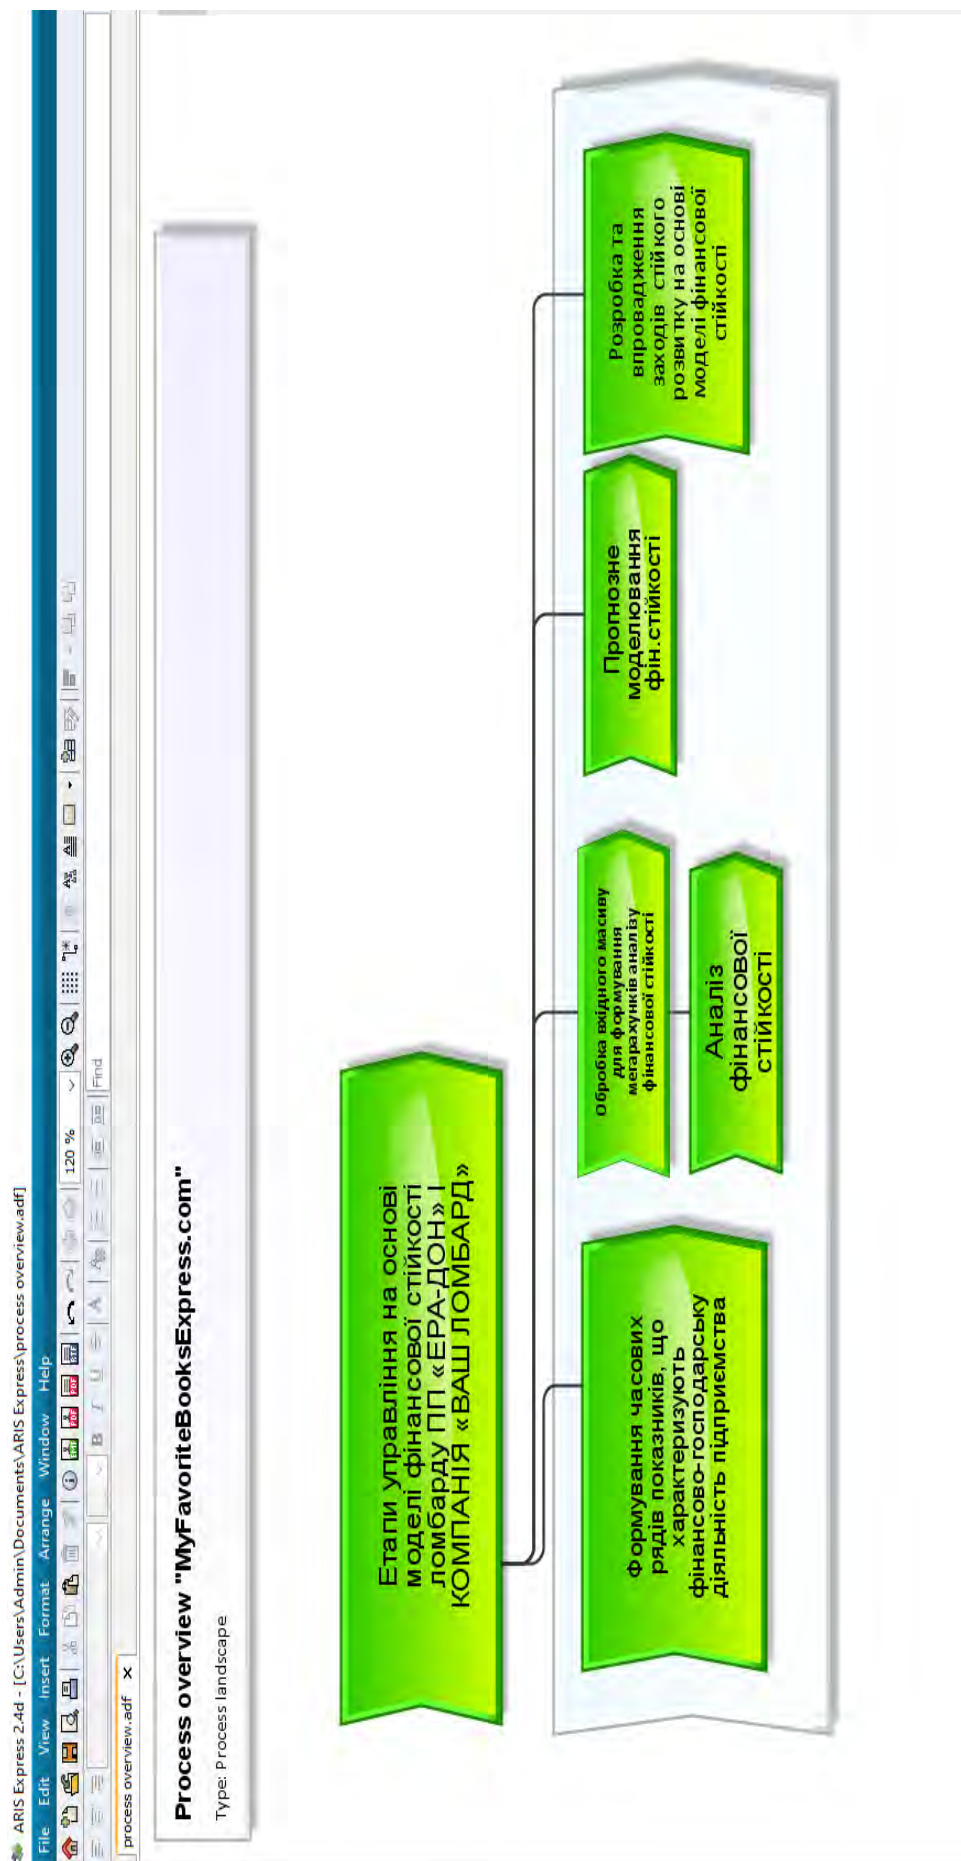 ARIS Express 2.4d - [C:\Users\Admin\Documents\ARIS Express\process overview.adf]
File Edit View Insert Format Arrange Window Help
120 %
Find
process overview.adf
Process overview "MyFavoriteBooksExpress.com"
Type: Process landscape
Етапи управління на основі
моделі фінансової стійкості
ломбарду ПП «ЕРА-ДОН» І
КОМПАНІЯ «ВАШ ЛОМБАРД»
Формування часових
рядів показників, що
характеризують
фінансово-господарську
діяльність підприємства
Обробка вхідного масиву
для формування
мегарахунків аналізу
фінансової стійкості
Аналіз
фінансової
стійкості
Прогнозне
моделювання
фін.стійкості
Розробка та
впровадження
заходів стійкого
розвитку на основі
моделі фінансової
стійкості